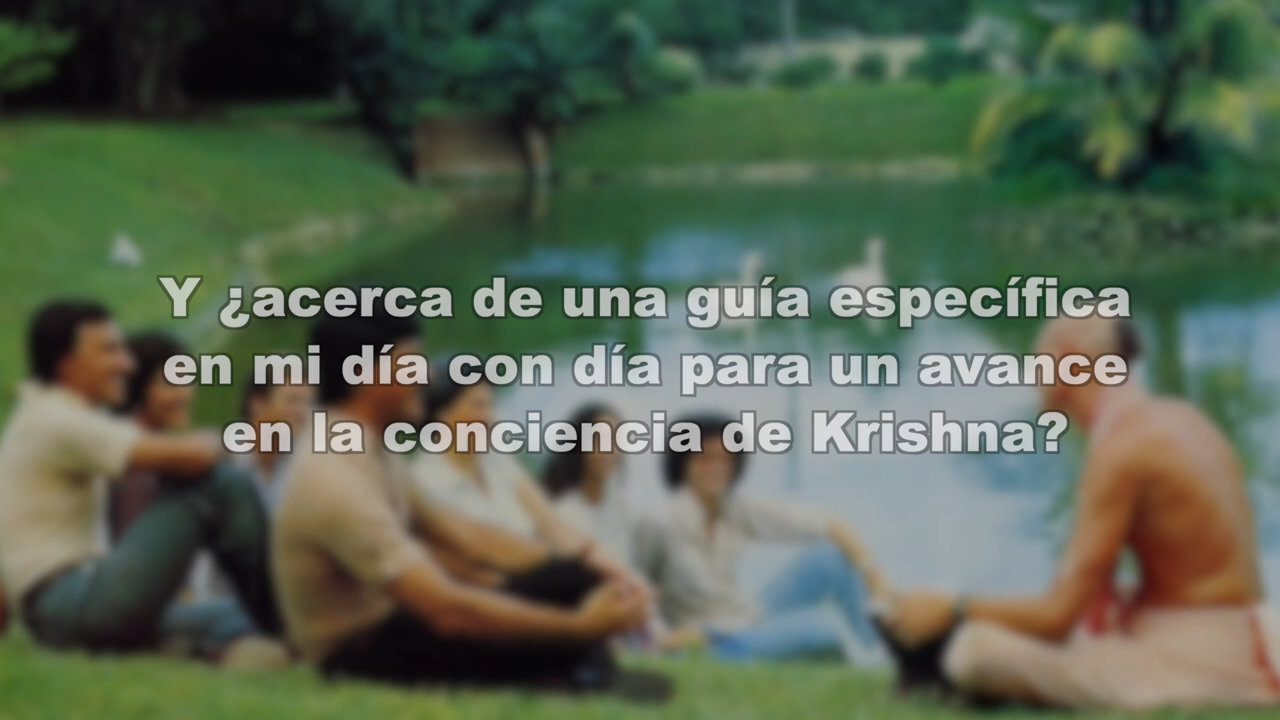 Y ¿acerca de una guía específica
en mi día con día para un avance
en la conciencia de Krishna?